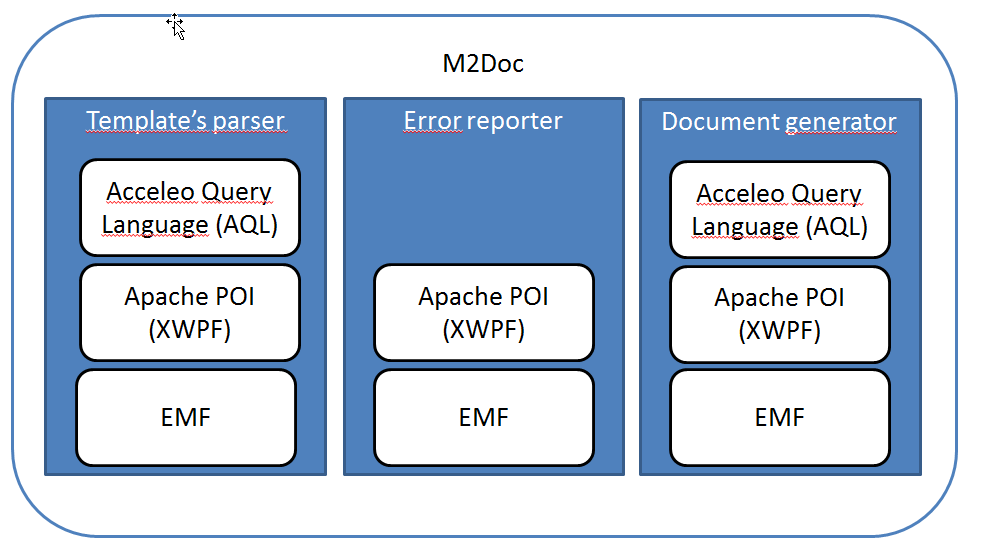 M2Doc
Template's parser
Acceleo Query
Language (AQL)
Apache POI
(XWPF)
EMF
Error reporter
Apache POI
(XWPF)
EMF
Document generator
Acceleo Query
Language (AQL)
Apache POI
(XWPF)
EMF